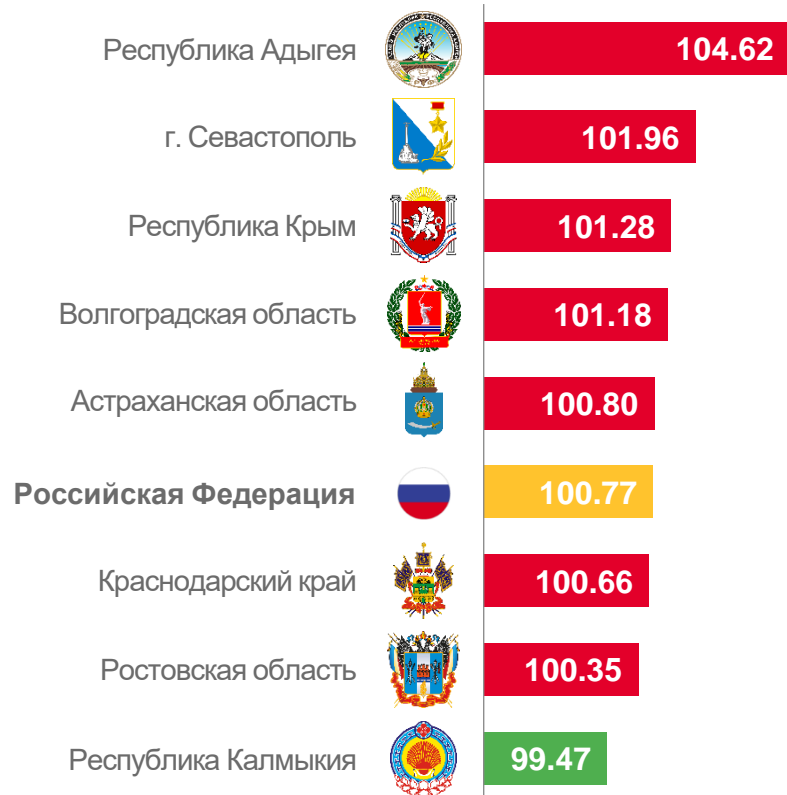 Республика Адыгея 104.62
г. Севастополь 101.96
Республика Крым 101.28
Волгоградская область 101.18
Астраханская область 100.80
Российская Федерация 100.77
Краснодарский край 100.66
Ростовская область 100.35
Республика Калмыкия 99.47